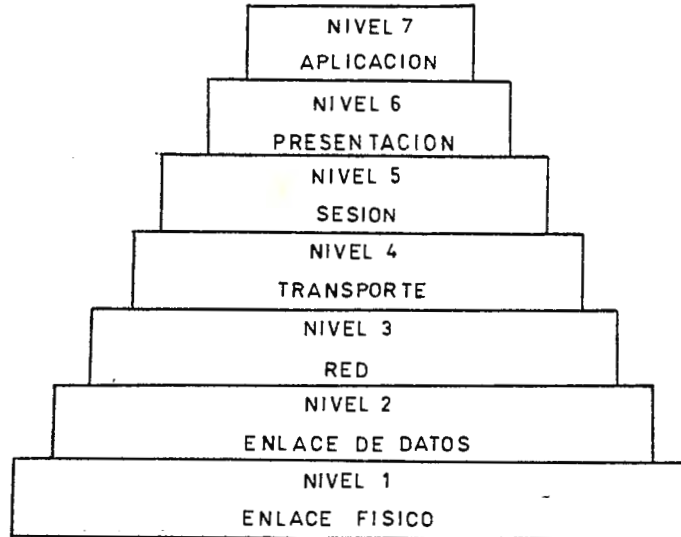 NIVEL 7
APLICACION
NIVEL 6
PRESENTACION
NIVEL 5
SESION
NIVEL 4
TRANSPORTE
NIVEL 3
RED
NIVEL 2
ENLACE DE DATOS
NIVEL 1
ENLACE FISICO